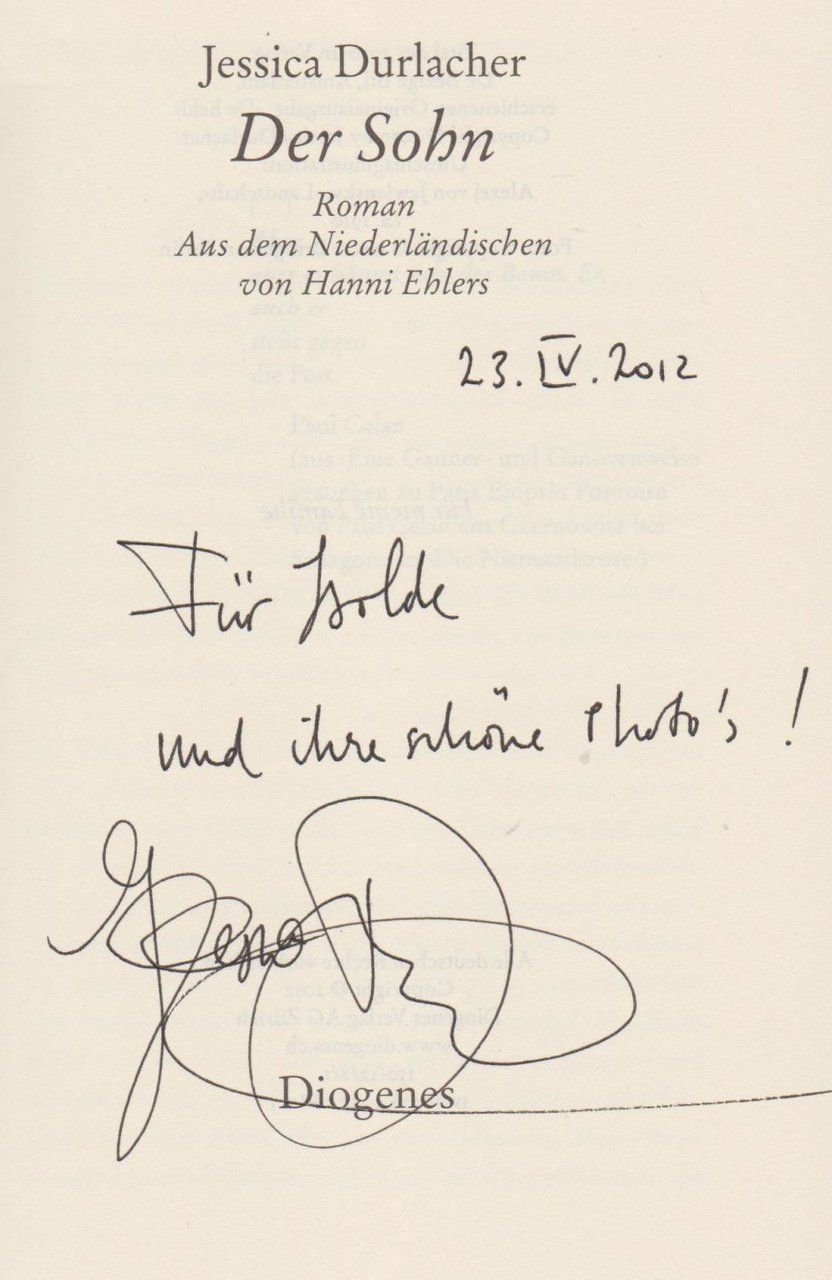 Jessica Durlacher
Der Sohn
Roman
Aus dem Niederländischen
von Hanni Ehlers
23.IV.2012
Für Isolde
und ihre schöne Photo's !
Diogenes